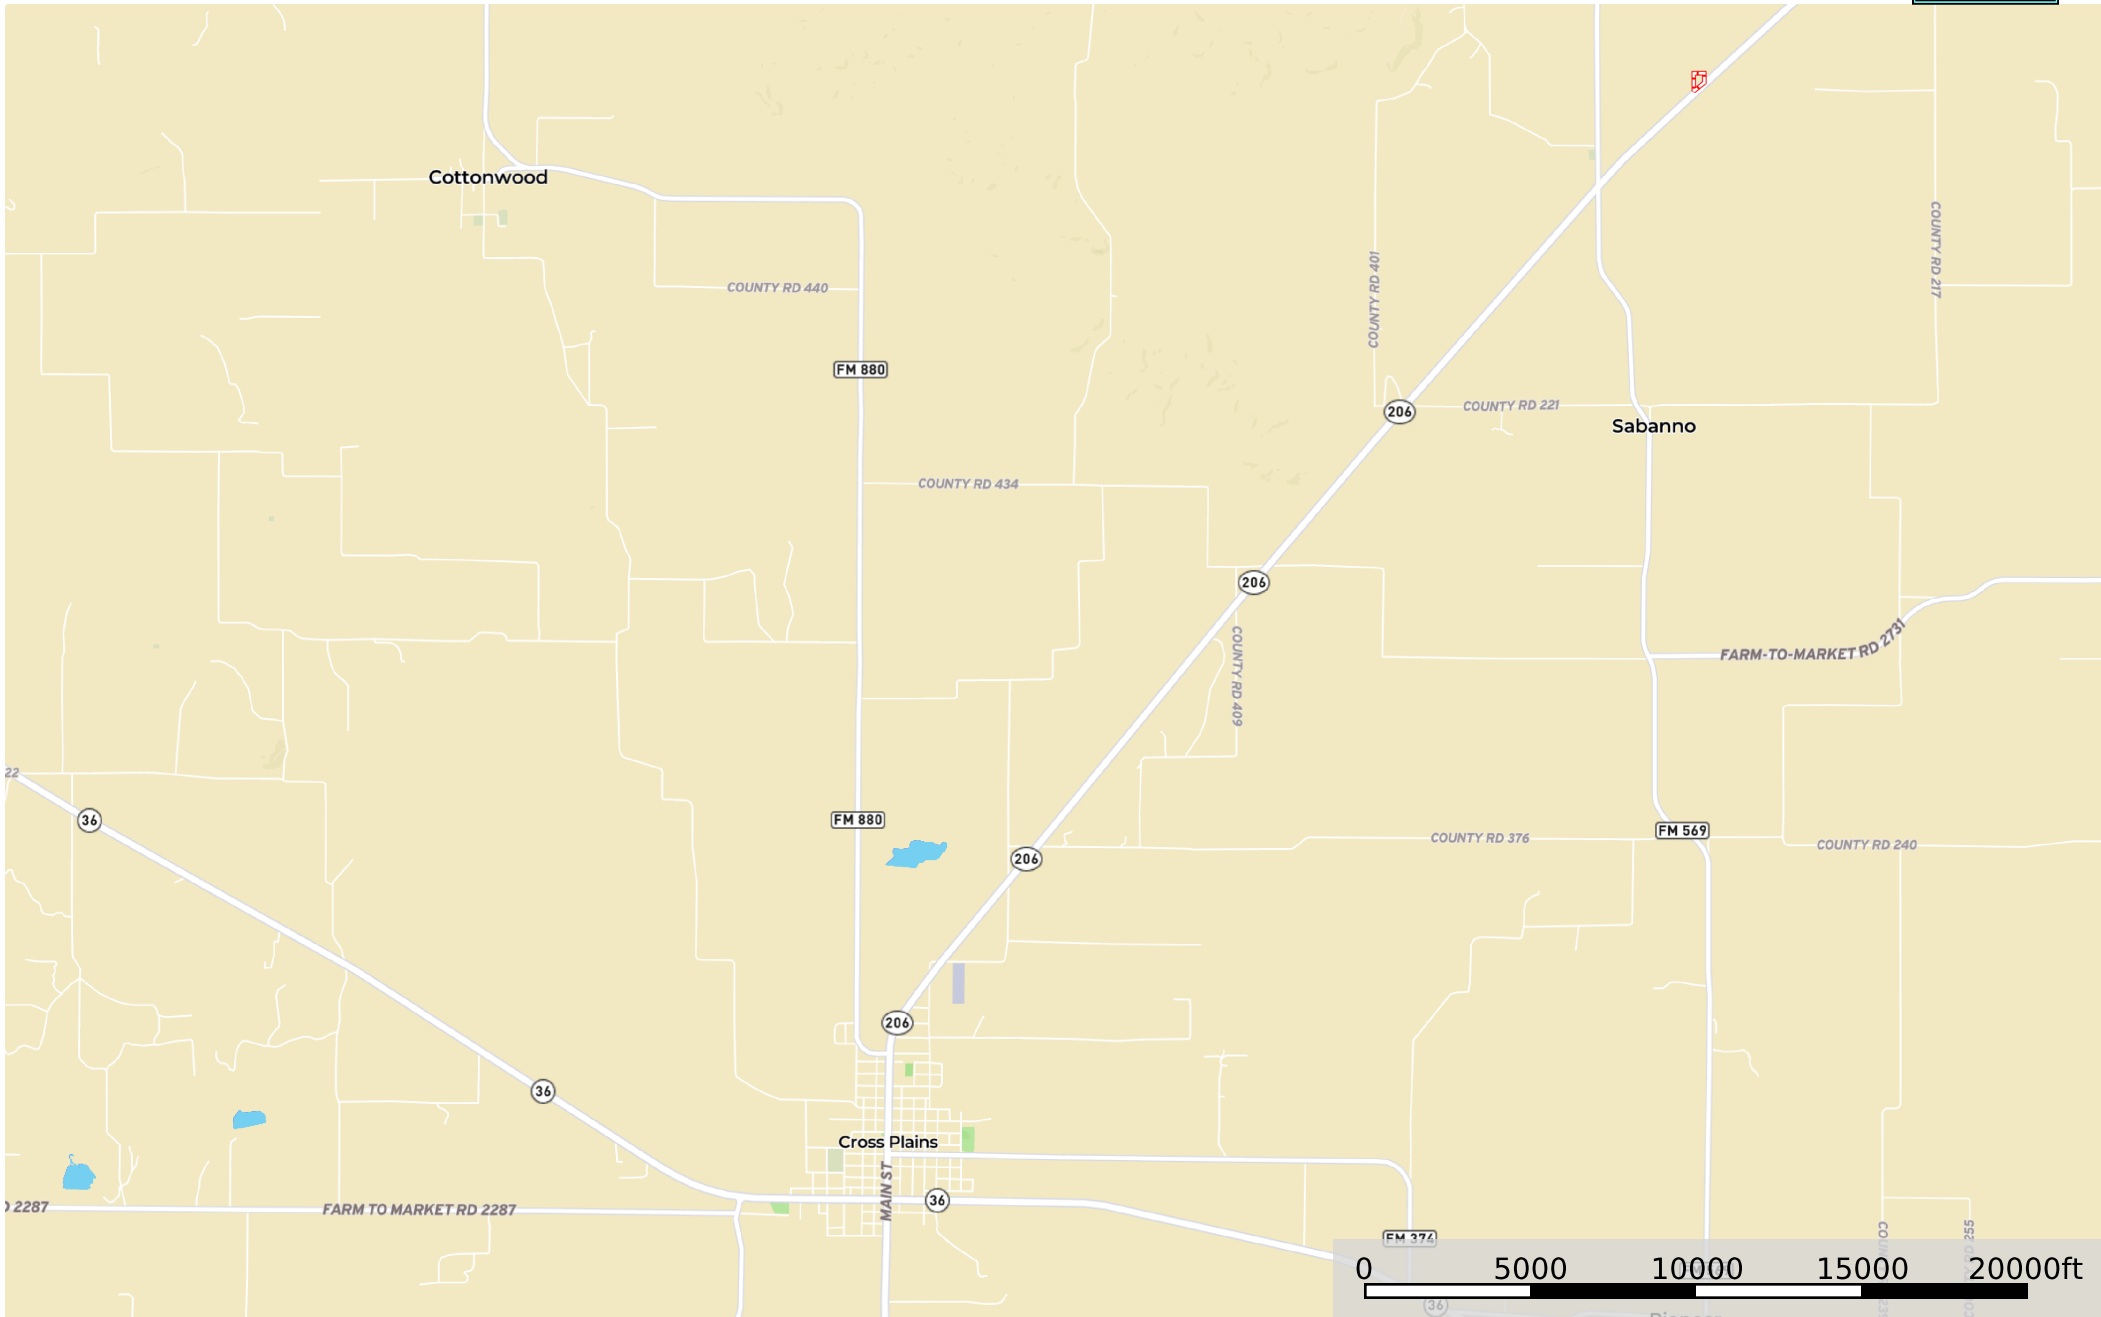 Cottonwood
COUNTY RD 217
COUNTY RD 440
COUNTY RD 401
FM 880
206
COUNTY RD 221
Sabanno
COUNTY RD 434
206
COUNTY RD 409
FARM-TO-MARKET RD 2731
22
36
FM 880
FM 569
COUNTY RD 376
COUNTY RD 240
206
206
36
Cross Plains
MAIN ST
36
D 2287
FARM TO MARKET RD 2287
FM 374
0 5000 10000 15000 20000ft
36